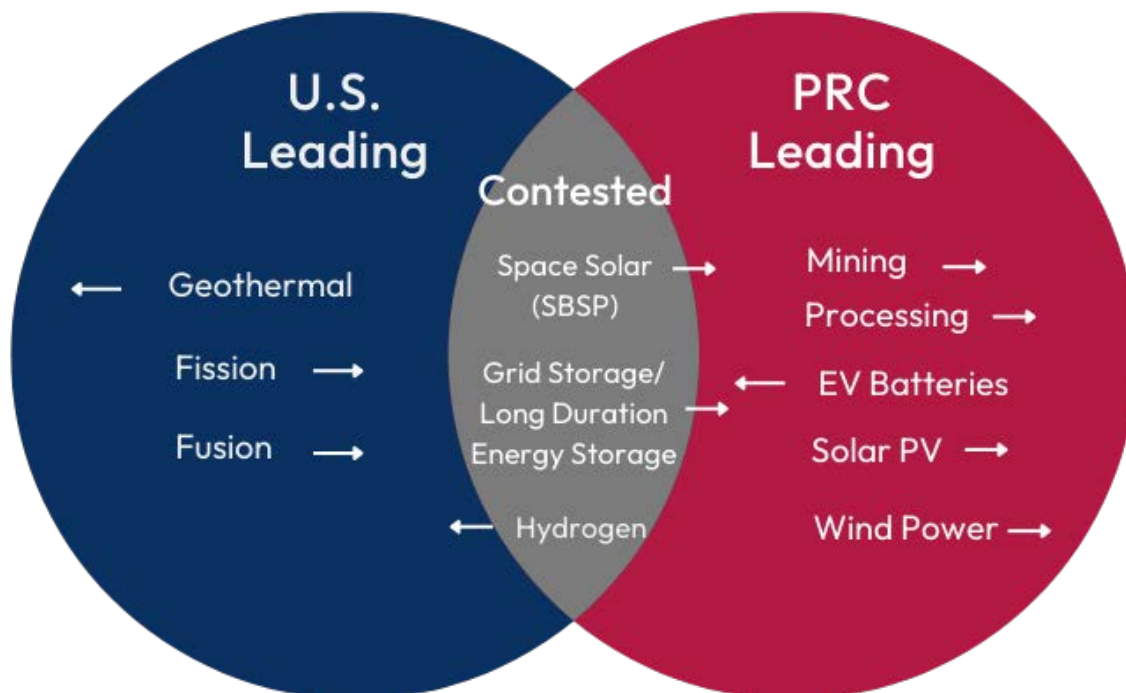 U.S.
Leading
Geothermal
Fission
Fusion
Contested
Space Solar
(SBSP)
Grid Storage/
Long Duration
Energy Storage
Hydrogen
PRC
Leading
Mining
Processing
EV Batteries
Solar PV
Wind Power